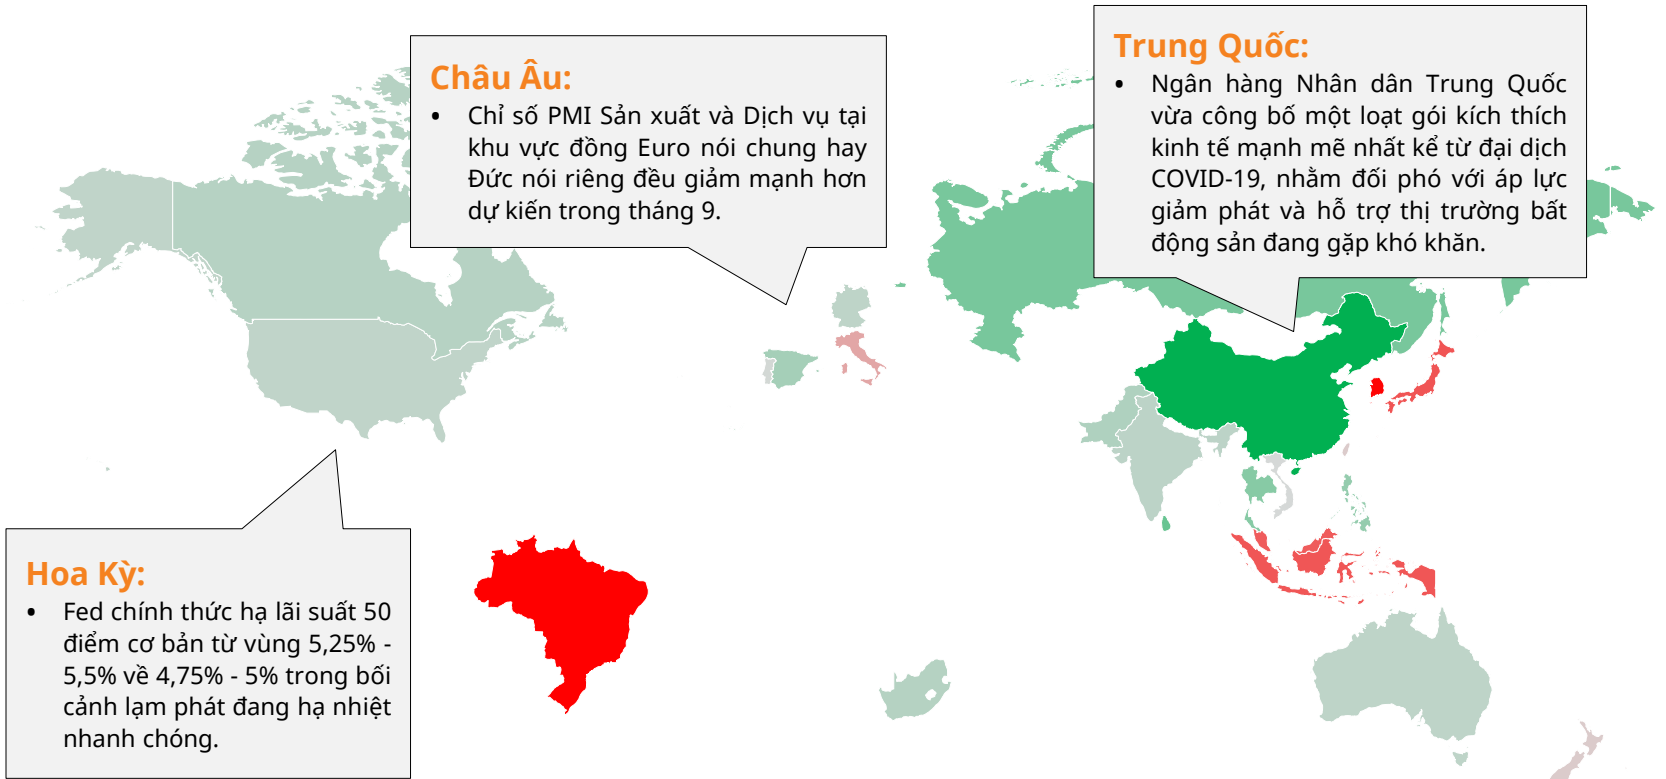 Châu Âu:
• Chỉ số PMI Sản xuất và Dịch vụ tại
khu vực đồng Euro nói chung hay
Đức nói riêng đều giảm mạnh hơn
dự kiến trong tháng 9.
Trung Quốc:
• Ngân hàng Nhân dân Trung Quốc
vừa công bố một loạt gói kích thích
kinh tế mạnh mẽ nhất kể từ đại dịch
COVID-19, nhằm đối phó với áp lực
giảm phát và hỗ trợ thị trường bất
động sản đang gặp khó khăn.
Hoa Kỳ:
• Fed chính thức hạ lãi suất 50
điểm cơ bản từ vùng 5,25% -
5,5% về 4,75% - 5% trong bối
cảnh lạm phát đang hạ nhiệt
nhanh chóng.